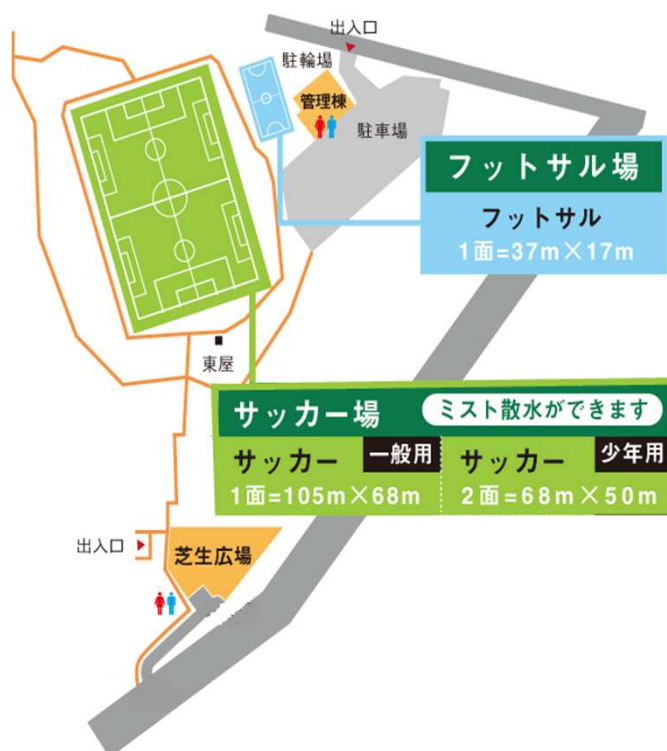 出入口
駐輪場
管理棟
駐車場
フットサル場
フットサル
1面=37m×17m
東屋
サッカー場
ミスト散水ができます
サッカー 一般用
1面=105m×68m
サッカー 少年用
2面=68m×50m
出入口
芝生広場